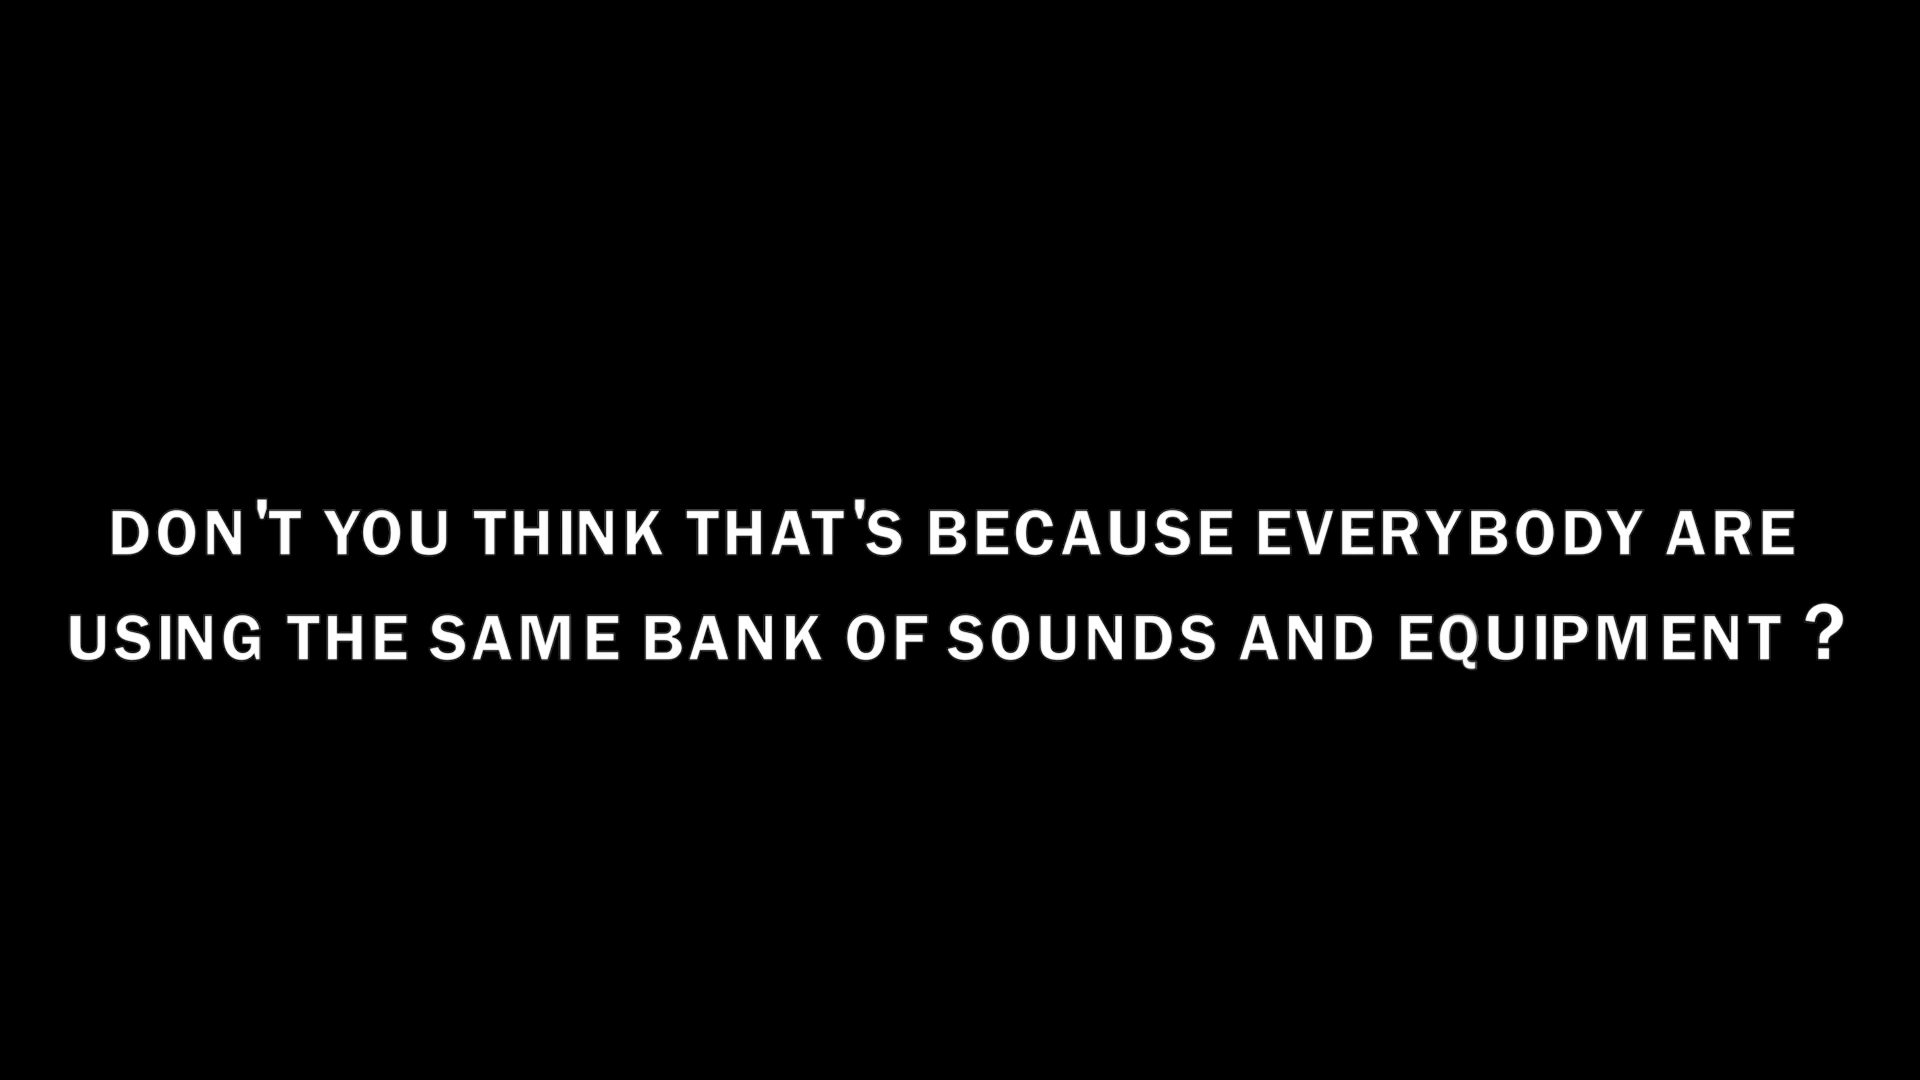 DON'T YOU THINK THAT'S BECAUSE EVERYBODY ARE
USING THE SAME BANK OF SOUNDS AND EQUIPMENT ?